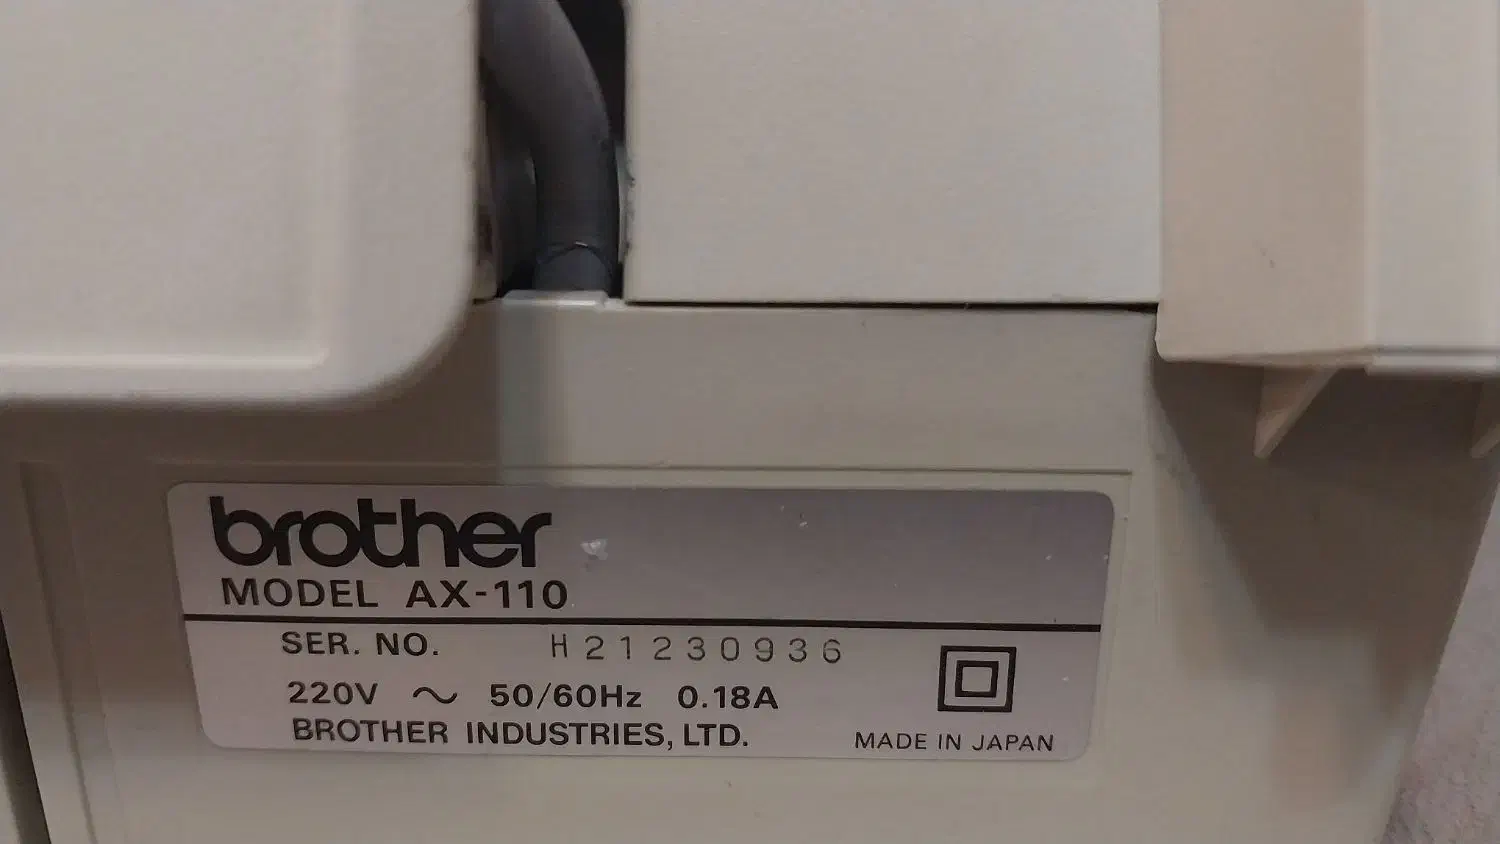 brother
MODEL AX-110
SER. NO. H21230936
220V ~ 50/60Hz 0.18A
BROTHER INDUSTRIES, LTD.
MADE IN JAPAN